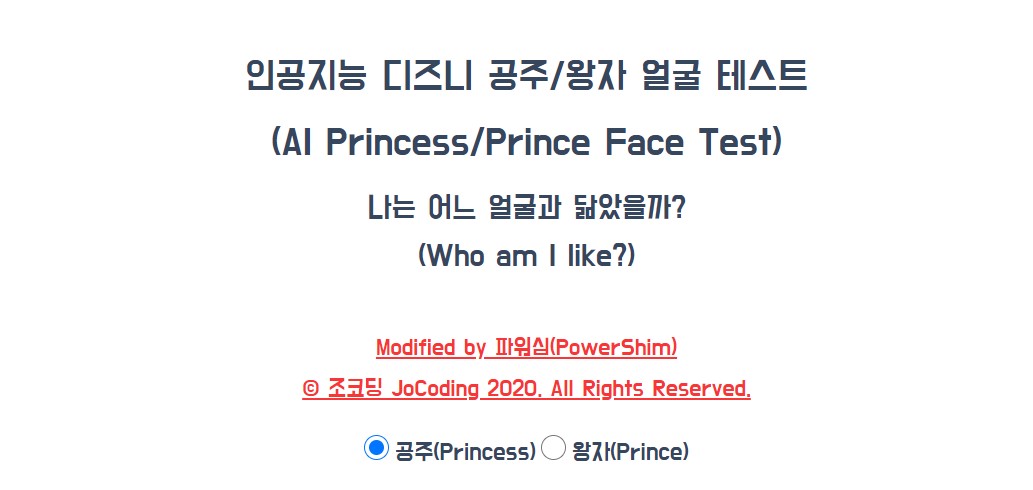 인공지능 디즈니 공주/왕자 얼굴 테스트
(AI Princess/Prince Face Test)
나는 어느 얼굴과 닮았을까?
(Who am I like?)
Modified by 파워심(PowerShim)
© 조코딩 JoCoding 2020. All Rights Reserved.
공주(Princess) 왕자(Prince)